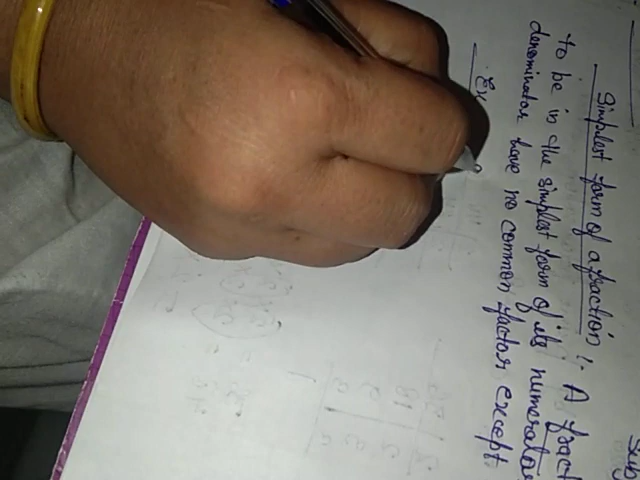 Simplest form of a fraction :- A fract
to be in the simplest form of its numerator
denominator have no common factor except
Ex